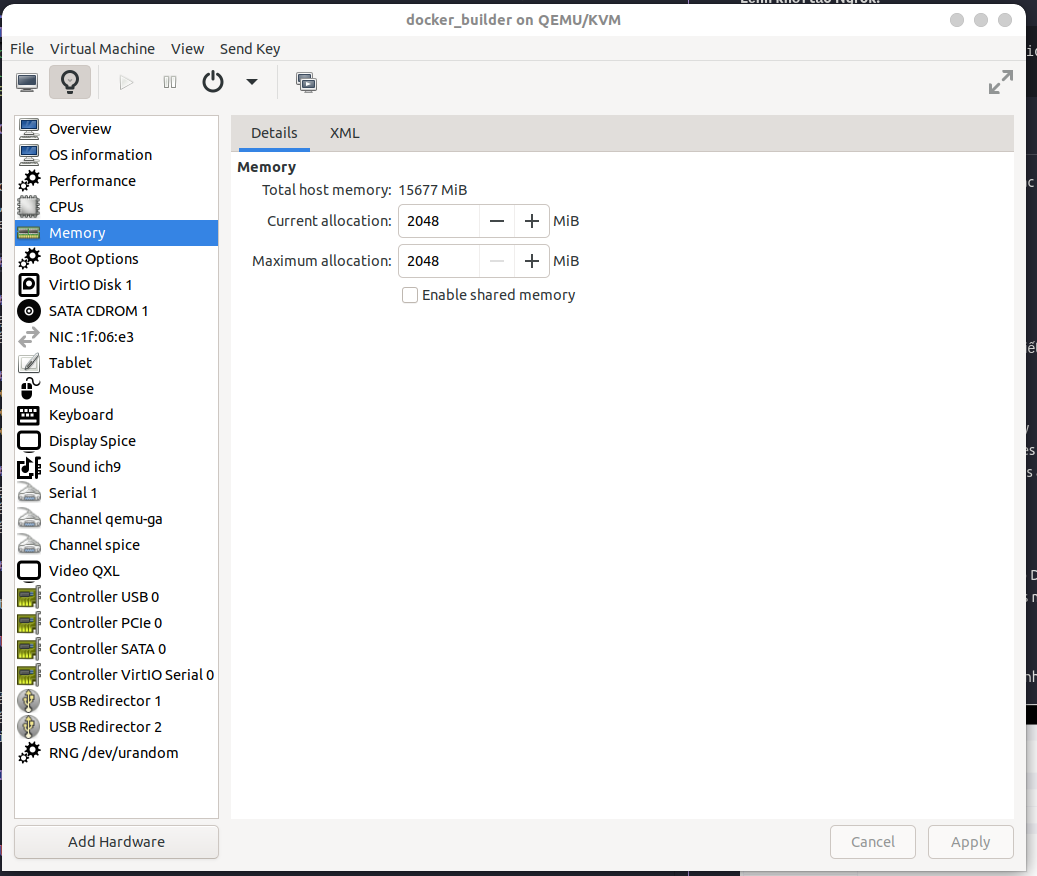 docker_builder on QEMU/KVM
File Virtual Machine View Send Key
Overview
OS information
Performance
CPUs
Memory
Boot Options
VirtIO Disk 1
SATA CDROM 1
NIC :1f:06:e3
Tablet
Mouse
Keyboard
Display Spice
Sound ich9
Serial 1
Channel qemu-ga
Channel spice
Video QXL
Controller USB 0
Controller PCIe 0
Controller SATA 0
Controller VirtIO Serial 0
USB Redirector 1
USB Redirector 2
RNG /dev/urandom
Add Hardware
Details XML
Memory
Total host memory: 15677 MiB
Current allocation: 2048 MiB
Maximum allocation: 2048 MiB
Enable shared memory
Cancel Apply